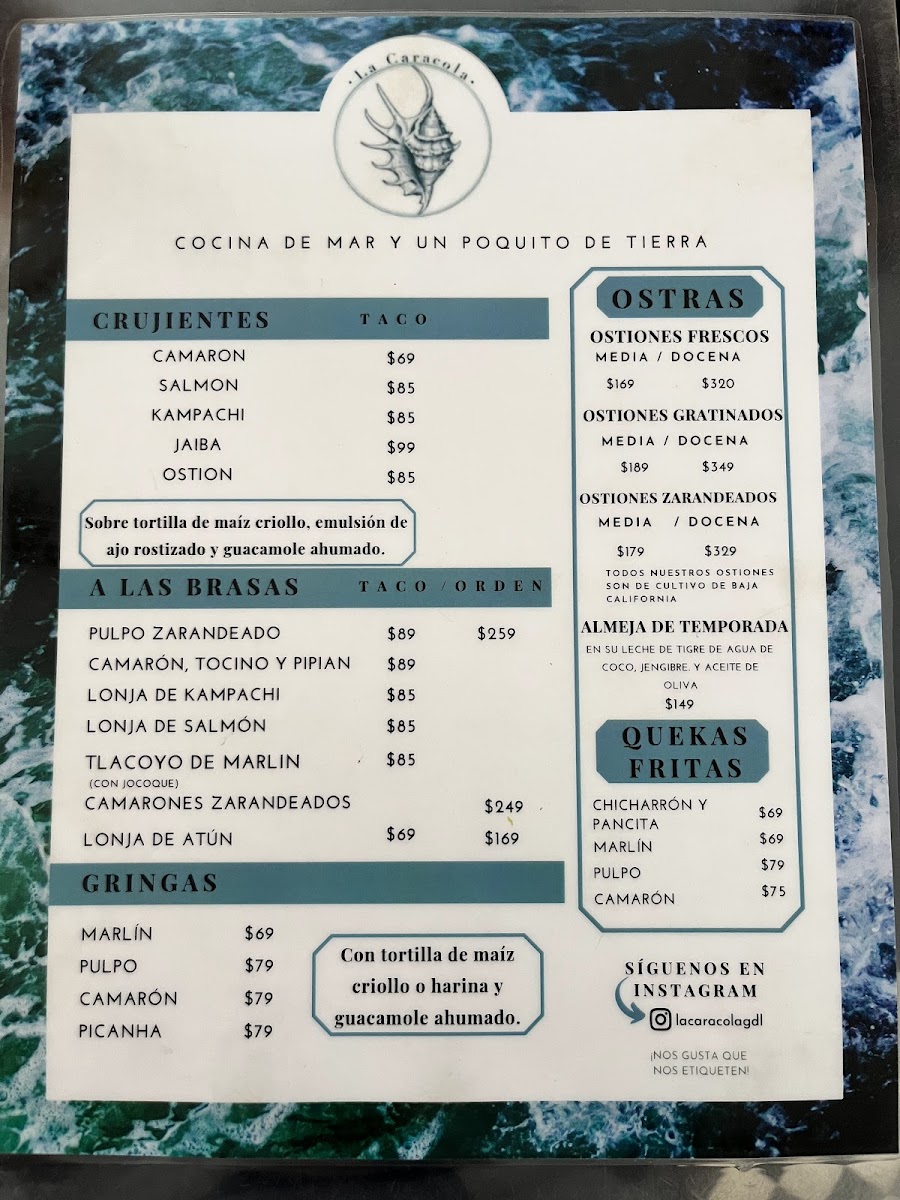 La Caracola
COCINA DE MAR Y UN POQUITO DE TIERRA
CRUJIENTES TACO
CAMARON $69
SALMON $85
KAMPACHI $85
JAIBA $99
OSTION $85
Sobre tortilla de maíz criollo, emulsión de
ajo rostizado y guacamole ahumado.
A LAS BRASAS TACO / ORDEN
PULPO ZARANDEADO $89 $259
CAMARÓN, TOCINO Y PIPIAN $89
LONJA DE KAMPACHI $85
LONJA DE SALMÓN $85
TLACOYO DE MARLIN $85
(CON JOCOQUE)
CAMARONES ZARANDEADOS $249
LONJA DE ATÚN $69 $169
GRINGAS
MARLÍN $69
PULPO $79
CAMARÓN $79
PICANHA $79
Con tortilla de maíz
criollo o harina y
guacamole ahumado.
OSTRAS
OSTIONES FRESCOS
MEDIA / DOCENA
$169 $320
OSTIONES GRATINADOS
MEDIA / DOCENA
$189 $349
OSTIONES ZARANDEADOS
MEDIA / DOCENA
$179 $329
TODOS NUESTROS OSTIONES
SON DE CULTIVO DE BAJA
CALIFORNIA
ALMEJA DE TEMPORADA
EN SU LECHE DE TIGRE DE AGUA DE
COCO, JENGIBRE. Y ACEITE DE
OLIVA
$149
QUEKAS
FRITAS
CHICHARRÓN Y
PANCITA $69
MARLÍN $69
PULPO $79
CAMARÓN $75
SÍGUENOS EN
INSTAGRAM
lacaracolagdl
¡NOS GUSTA QUE
NOS ETIQUETEN!